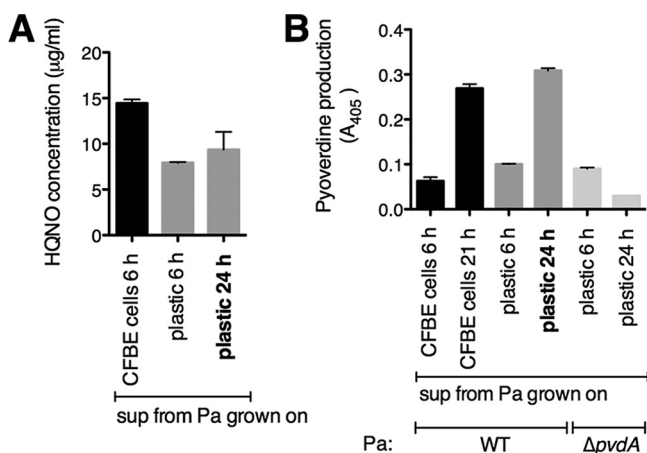 A
HQNO concentration (µg/ml)
20
15
10
5
0
CFBE cells 6 h
plastic 6 h
plastic 24 h
sup from Pa grown on
B
Pyoverdine production
(A405)
0.4
0.3
0.2
0.1
0.0
CFBE cells 6 h
CFBE cells 21 h
plastic 6 h
plastic 24 h
plastic 6 h
plastic 24 h
sup from Pa grown on
Pa: WT ΔpvdA